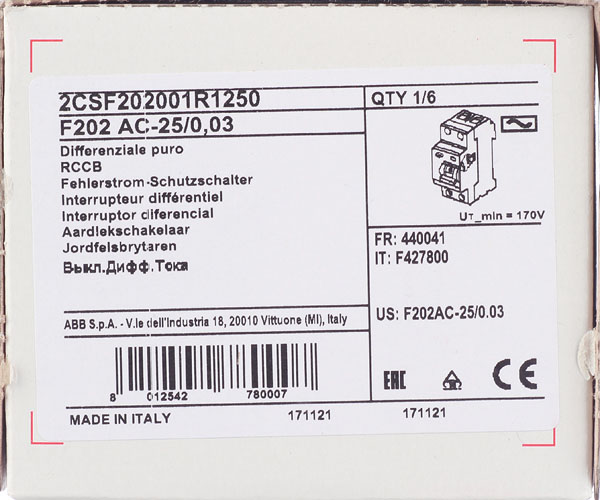 2CSF202001R1250
QTY 1/6
F202 AC-25/0,03
Differenziale puro
RCCB
Fehlerstrom-Schutzschalter
Interrupteur différentiel
Interruptor diferencial
Aardlekschakelaar
Jordfelsbrytaren
Выкл.Дифф.Тока
UT_min = 170V
FR: 440041
IT: F427800
US: F202AC-25/0.03
ABB S.p.A. - V.le dell'Industria 18, 20010 Vittuone (MI), Italy
8 012542 780007
EAC
CE
MADE IN ITALY
171121
171121